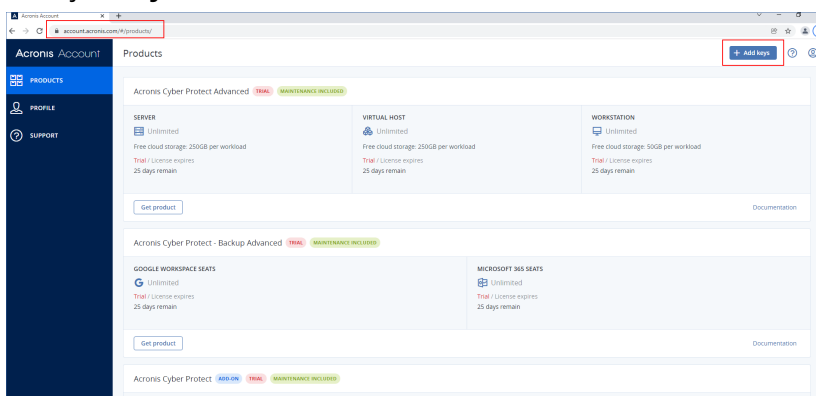 Acronis Account
account.acronis.com/#/products/
Acronis Account
Products
+ Add keys
PRODUCTS
PROFILE
SUPPORT
Acronis Cyber Protect Advanced TRIAL MAINTENANCE INCLUDED
SERVER VIRTUAL HOST WORKSTATION
Unlimited Unlimited Unlimited
Free cloud storage: 250GB per workload Free cloud storage: 250GB per workload Free cloud storage: 50GB per workload
Trial / License expires Trial / License expires Trial / License expires
25 days remain 25 days remain 25 days remain
Get product Documentation
Acronis Cyber Protect - Backup Advanced TRIAL MAINTENANCE INCLUDED
GOOGLE WORKSPACE SEATS MICROSOFT 365 SEATS
Unlimited Unlimited
Trial / License expires Trial / License expires
25 days remain 25 days remain
Get product Documentation
Acronis Cyber Protect ADD-ON TRIAL MAINTENANCE INCLUDED